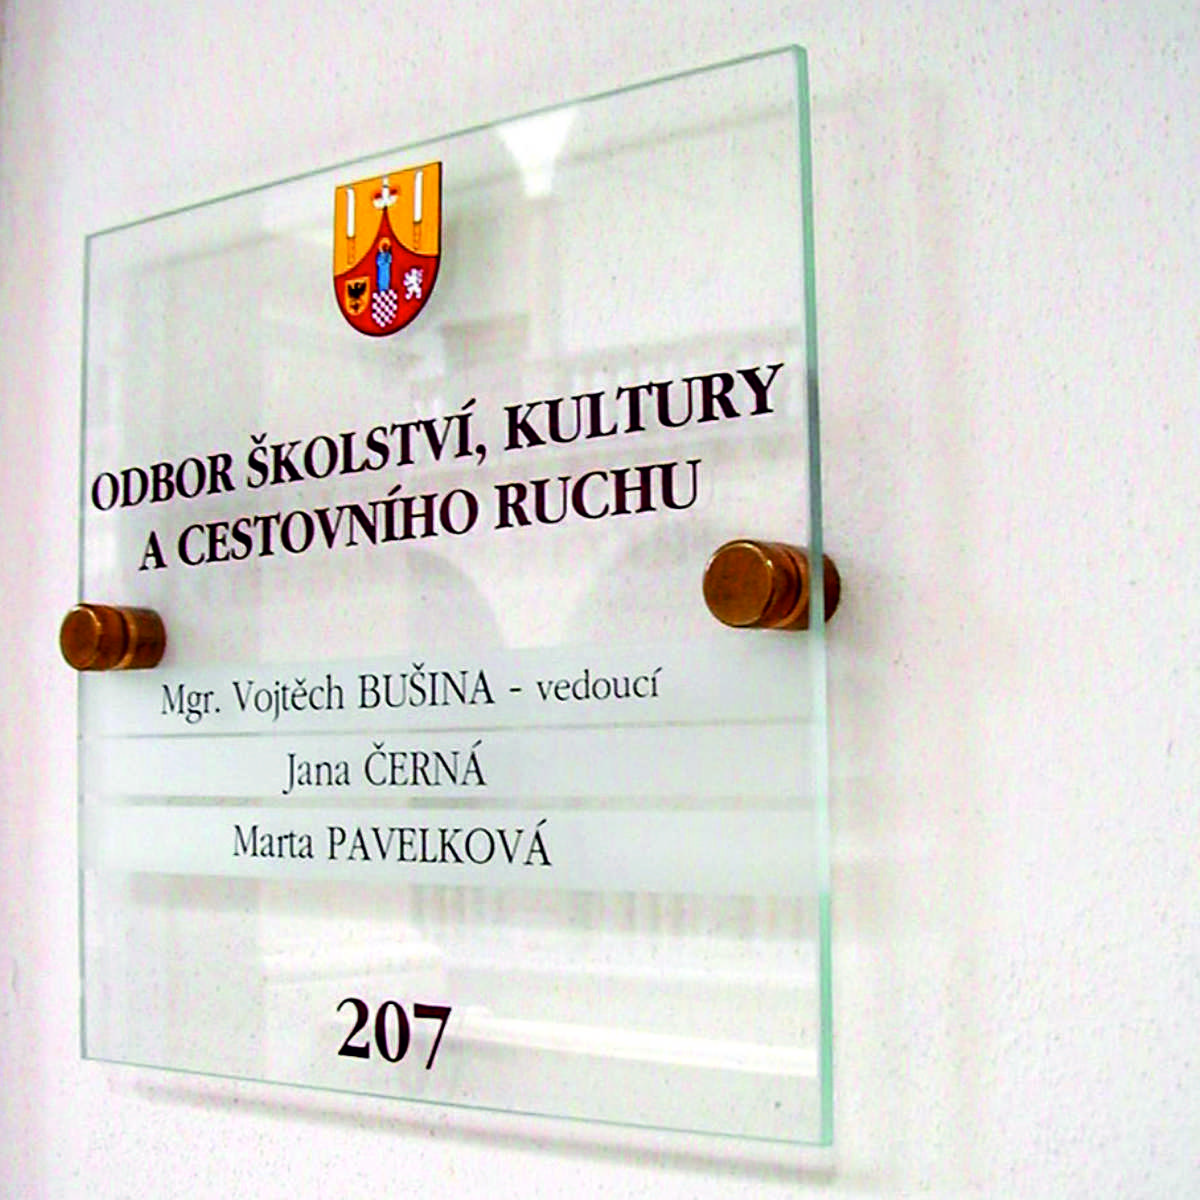 ODBOR ŠKOLSTVÍ, KULTURY
A CESTOVNÍHO RUCHU
Mgr. Vojtěch BUŠINA - vedoucí
Jana ČERNÁ
Marta PAVELKOVÁ
207